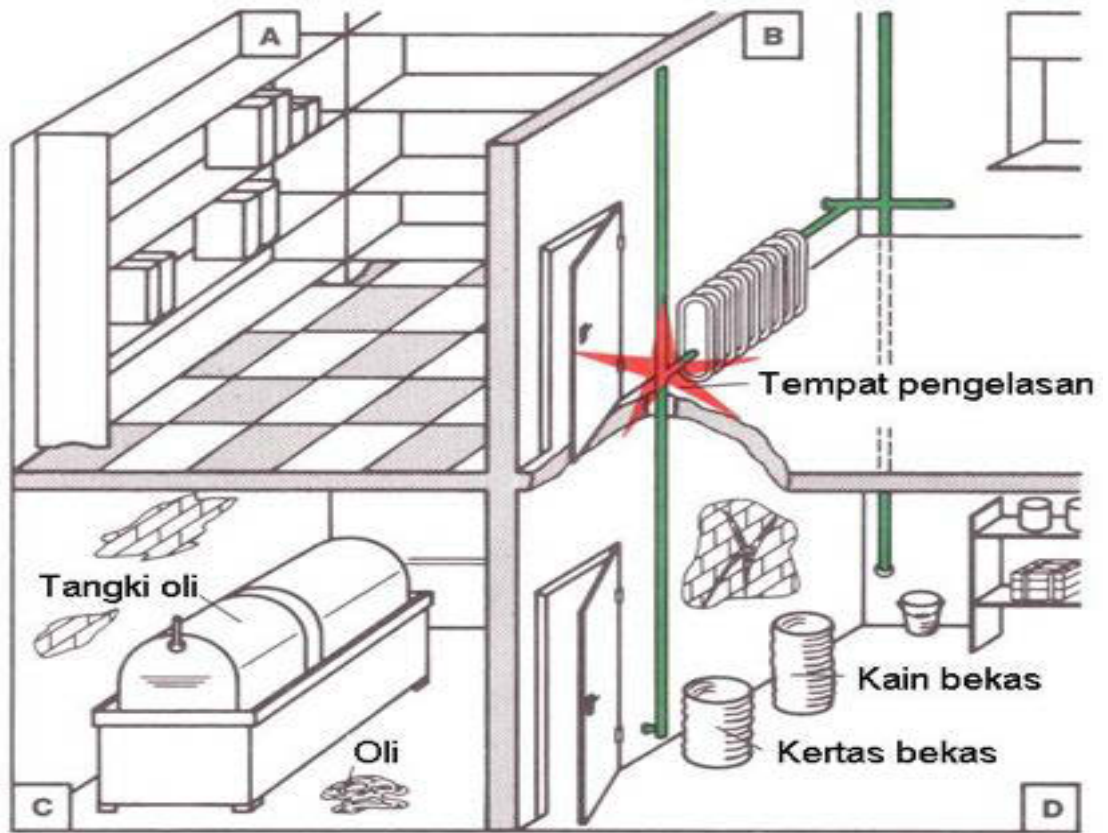 A
B
Tempat pengelasan
Tangki oli
Kain bekas
Oli
Kertas bekas
C
D